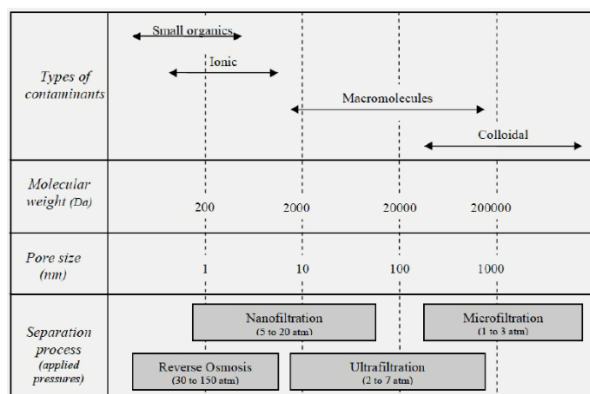 Small organics
Ionic
Types of
contaminants
Macromolecules
Colloidal
Molecular
weight (Da)
200 2000 20000 200000
Pore size
(nm)
1 10 100 1000
Nanofiltration
(5 to 20 atm)
Microfiltration
(1 to 3 atm)
Separation
process
(applied
pressures)
Reverse Osmosis
(30 to 150 atm)
Ultrafiltration
(2 to 7 atm)